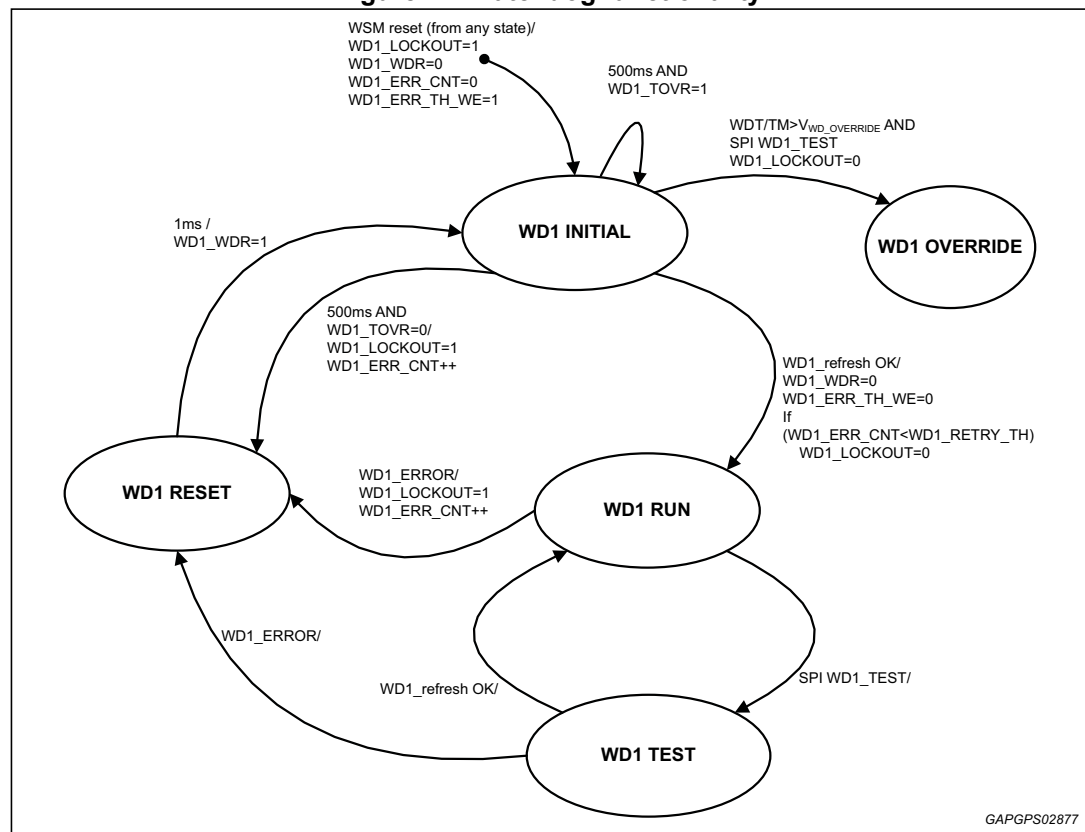 WSM reset (from any state)/
WD1_LOCKOUT=1
WD1_WDR=0
WD1_ERR_CNT=0
WD1_ERR_TH_WE=1
500ms AND
WD1_TOVR=1
WDT/TM>VWD_OVERRIDE AND
SPI WD1_TEST
WD1_LOCKOUT=0
1ms /
WD1_WDR=1
WD1 INITIAL
WD1 OVERRIDE
500ms AND
WD1_TOVR=0/
WD1_LOCKOUT=1
WD1_ERR_CNT++
WD1_refresh OK/
WD1_WDR=0
WD1_ERR_TH_WE=0
If
(WD1_ERR_CNT<WD1_RETRY_TH)
WD1_LOCKOUT=0
WD1 RESET
WD1_ERROR/
WD1_LOCKOUT=1
WD1_ERR_CNT++
WD1 RUN
WD1_ERROR/
WD1_refresh OK/
SPI WD1_TEST/
WD1 TEST
GAPGPS02877